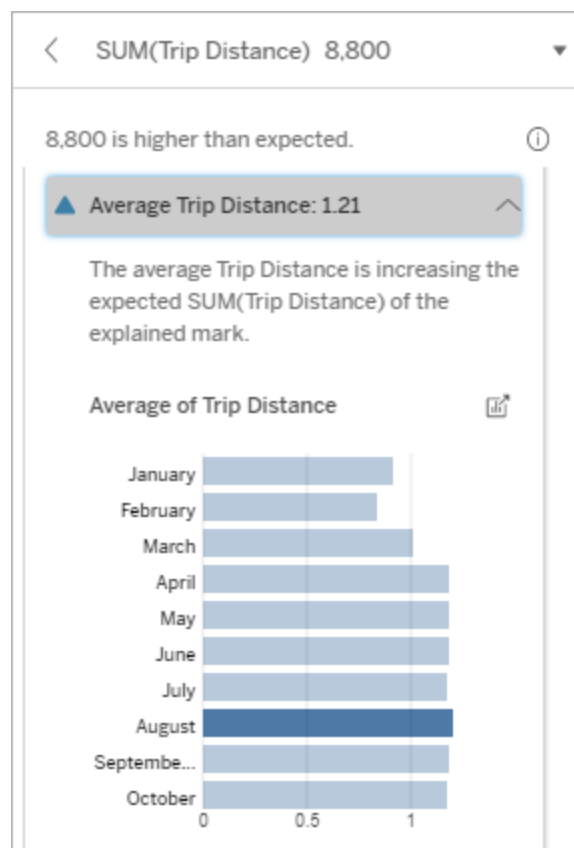 SUM(Trip Distance) 8,800
8,800 is higher than expected.
Average Trip Distance: 1.21
The average Trip Distance is increasing the
expected SUM(Trip Distance) of the
explained mark.
Average of Trip Distance
January
February
March
April
May
June
July
August
Septembe...
October
0 0.5 1